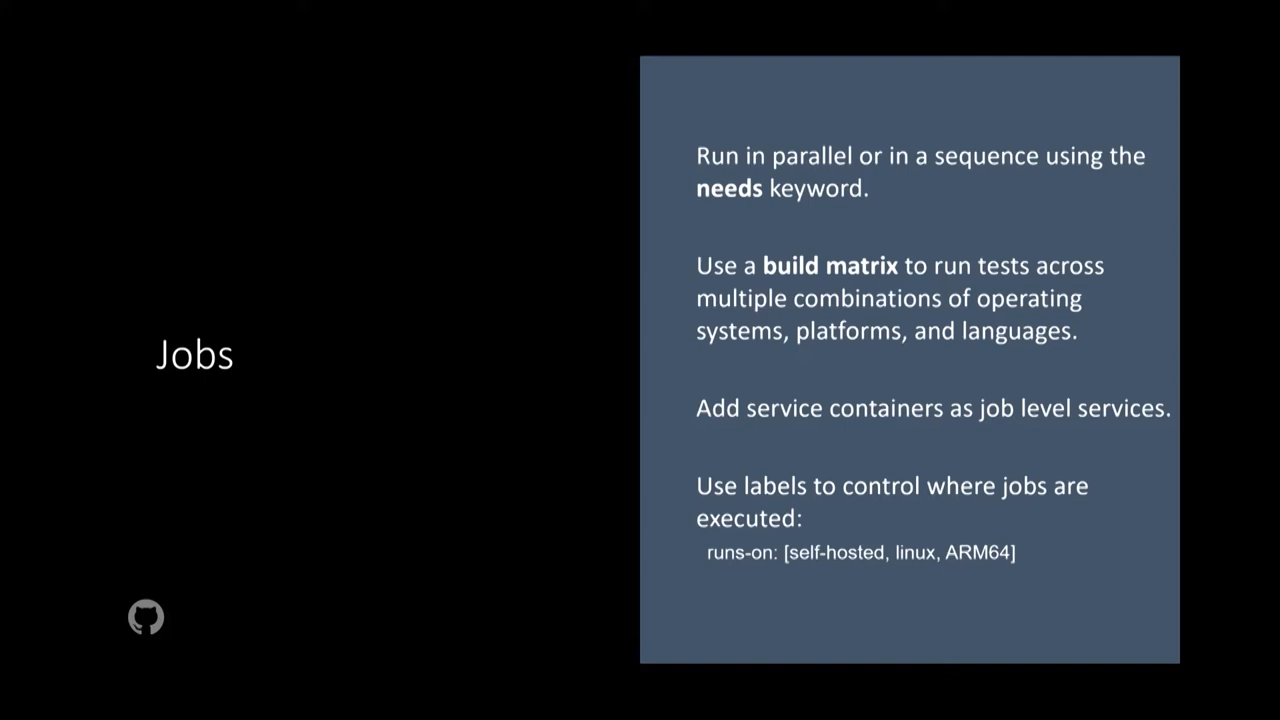 Jobs
Run in parallel or in a sequence using the
needs keyword.
Use a build matrix to run tests across
multiple combinations of operating
systems, platforms, and languages.
Add service containers as job level services.
Use labels to control where jobs are
executed:
runs-on: [self-hosted, linux, ARM64]